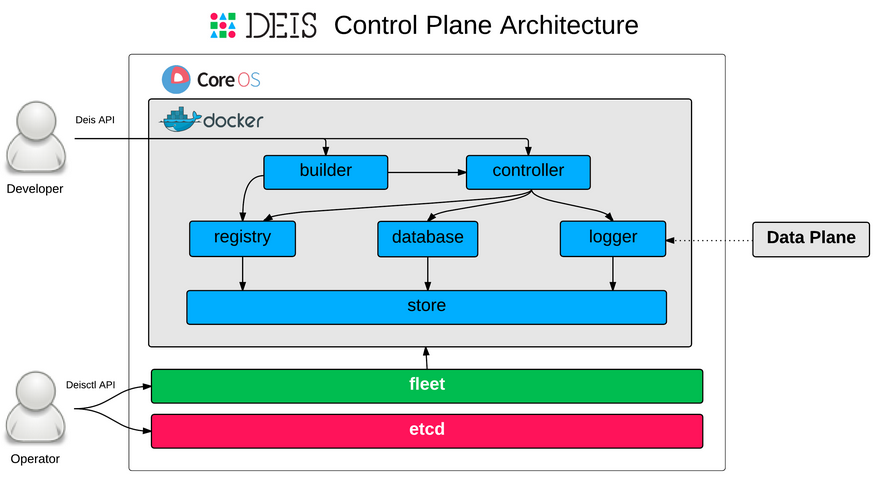 DEIS Control Plane Architecture
CoreOS
docker
Deis API
Developer
builder
controller
registry
database
logger
Data Plane
store
Deisctl API
fleet
etcd
Operator